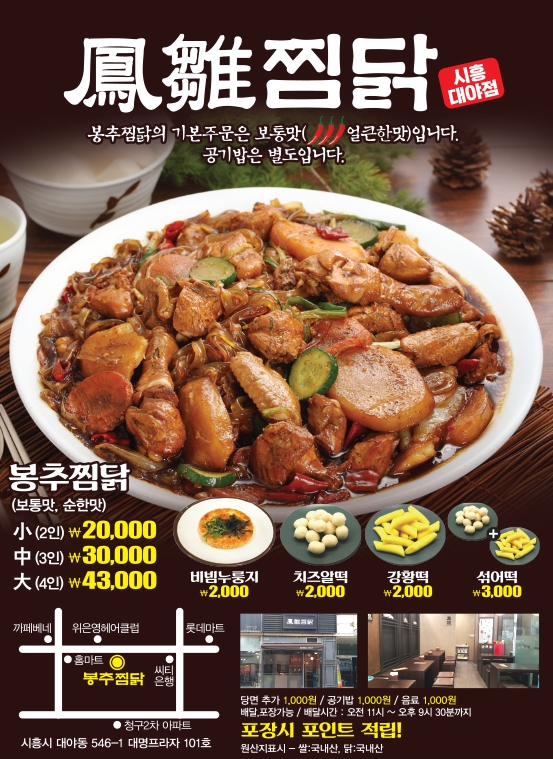 鳳雛찜닭
시흥
대야점
봉추찜닭의 기본주문은 보통맛(얼큰한맛)입니다.
공기밥은 별도입니다.
봉추찜닭
(보통맛, 순한맛)
小 (2인) ₩20,000
中 (3인) ₩30,000
大 (4인) ₩43,000
비빔누룽지
₩2,000
치즈알떡
₩2,000
강황떡
₩2,000
+
섞어떡
₩3,000
까페베네
위은영헤어클럽
롯데마트
홈마트
봉추찜닭
씨티
은행
청구2차 아파트
시흥시 대야동 546-1 대명프라자 101호
鳳雛찜닭
당면 추가 1,000원 / 공기밥 1,000원 / 음료 1,000원
배달,포장가능 / 배달시간 : 오전 11시 ~ 오후 9시 30분까지
포장시 포인트 적립!
원산지표시 - 쌀:국내산, 닭:국내산